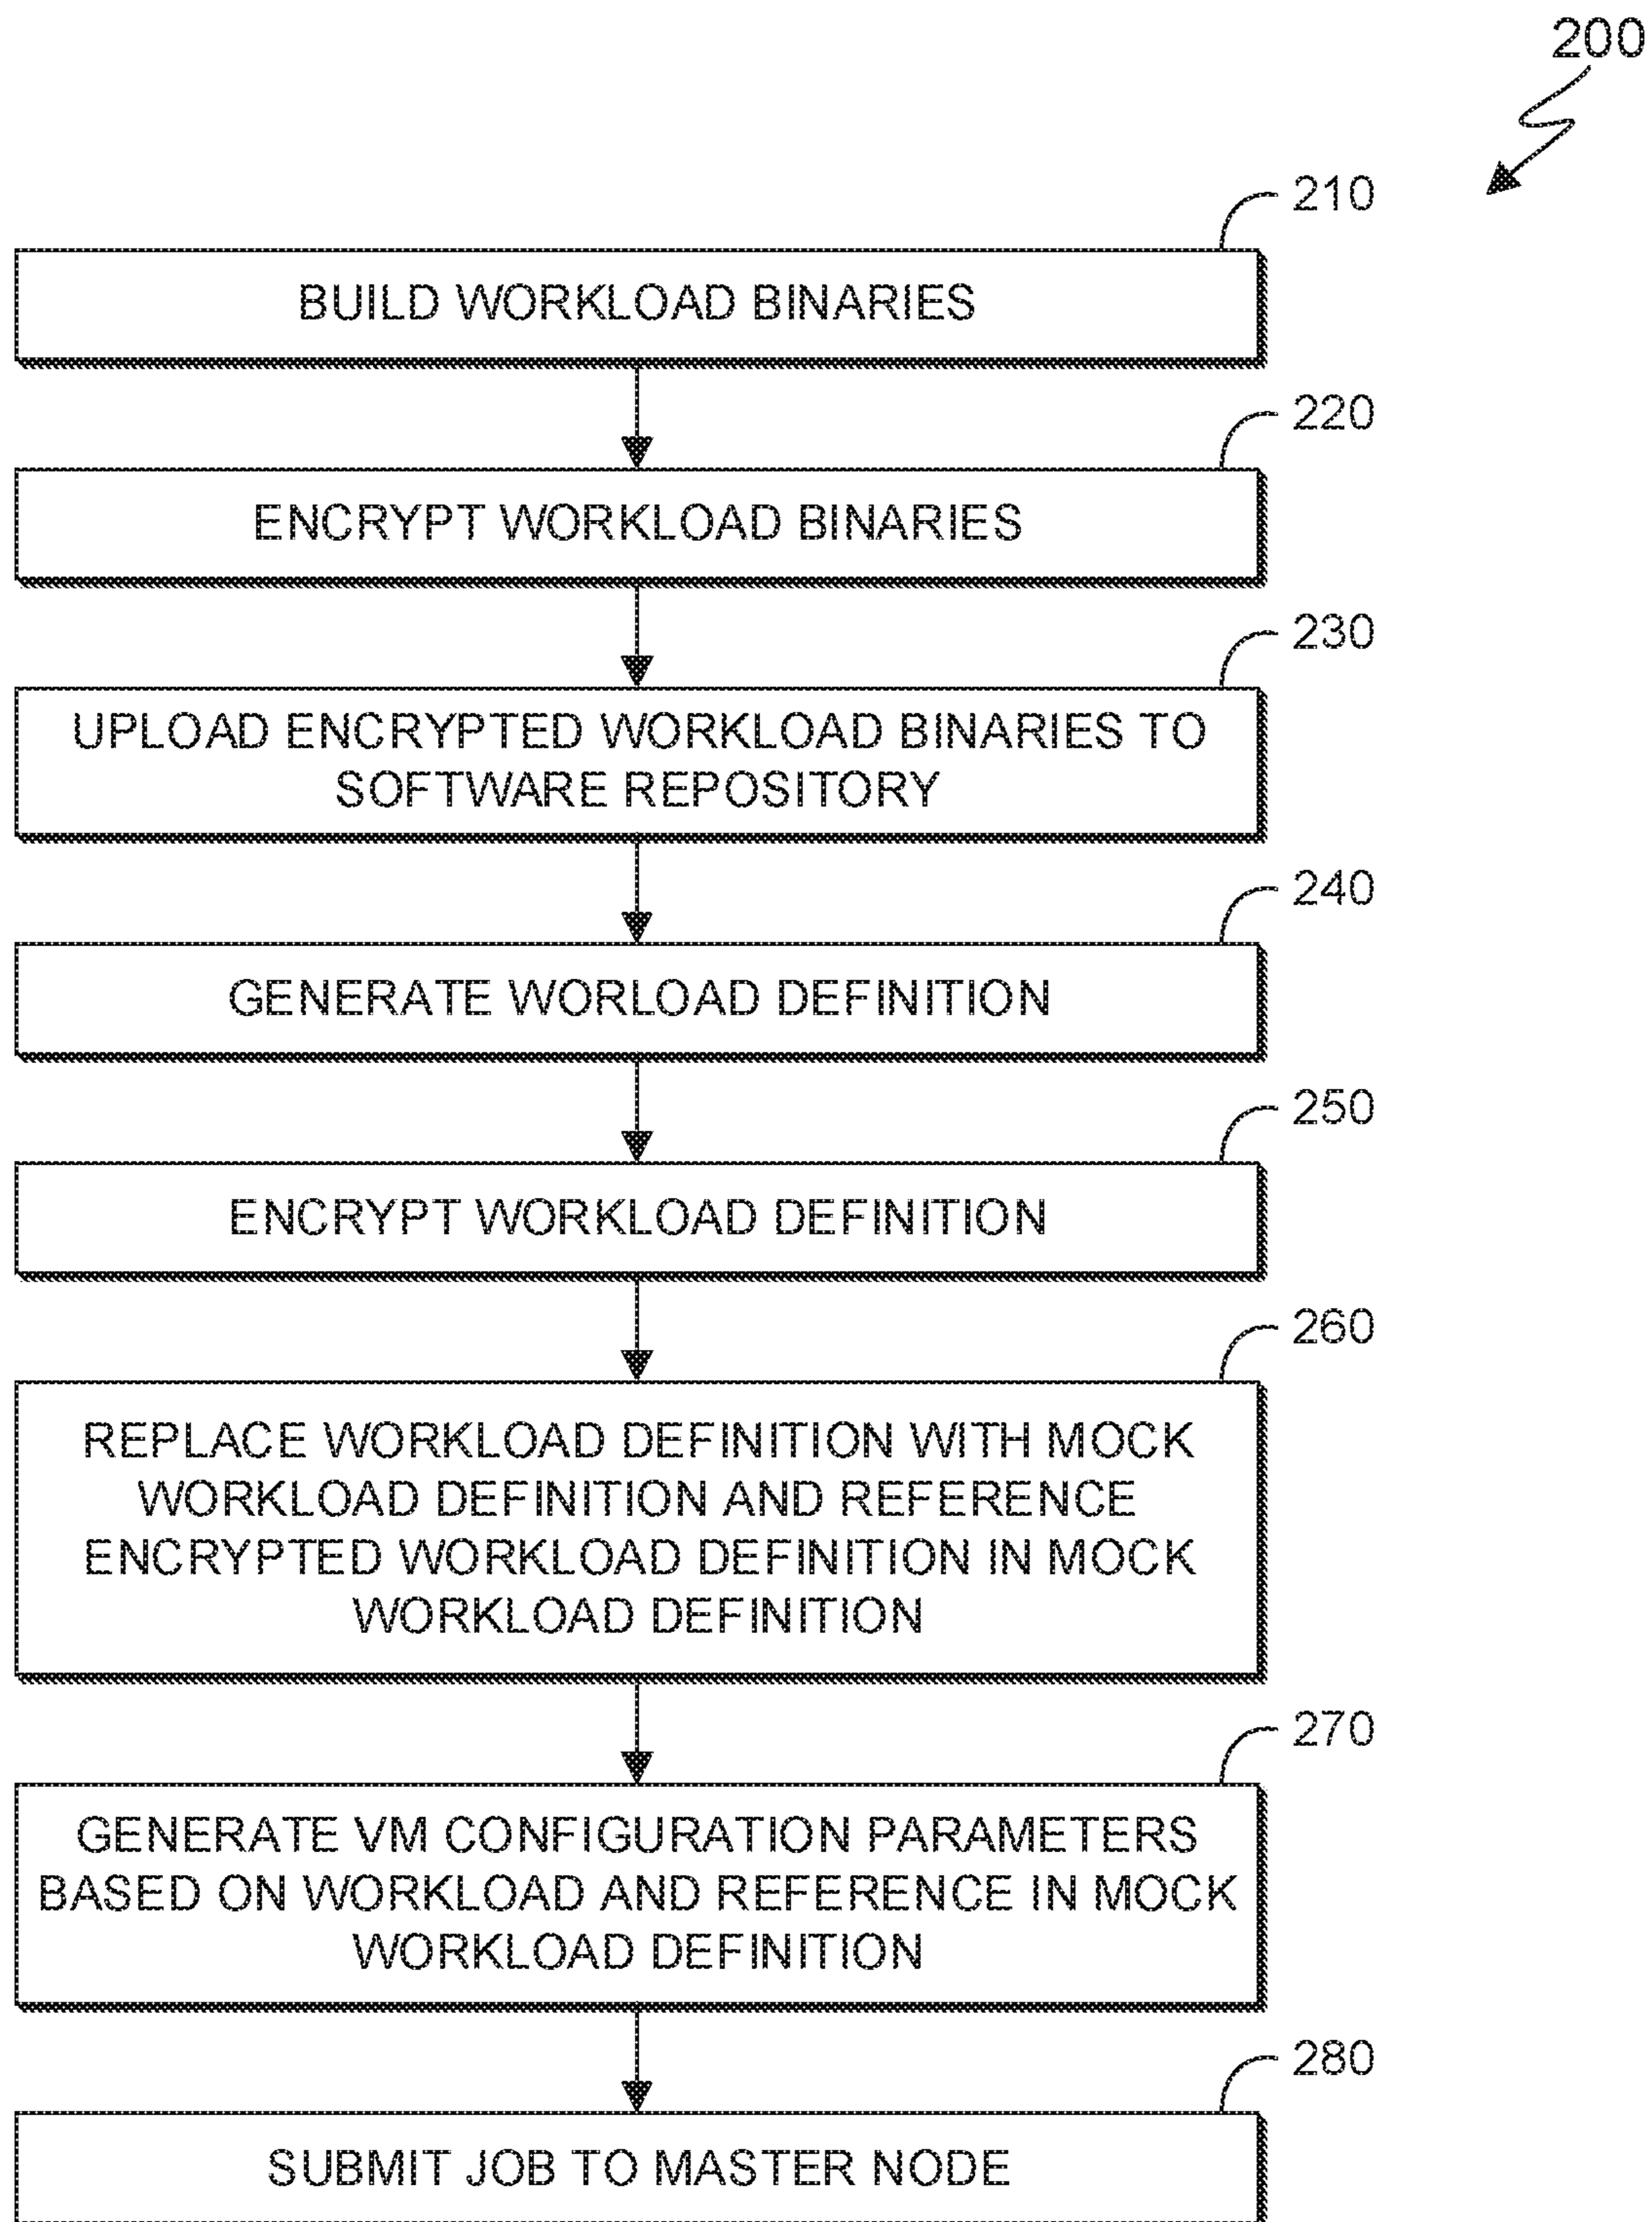 200
210
BUILD WORKLOAD BINARIES
220
ENCRYPT WORKLOAD BINARIES
230
UPLOAD ENCRYPTED WORKLOAD BINARIES TO
SOFTWARE REPOSITORY
240
GENERATE WORLOAD DEFINITION
250
ENCRYPT WORKLOAD DEFINITION
260
REPLACE WORKLOAD DEFINITION WITH MOCK
WORKLOAD DEFINITION AND REFERENCE
ENCRYPTED WORKLOAD DEFINITION IN MOCK
WORKLOAD DEFINITION
270
GENERATE VM CONFIGURATION PARAMETERS
BASED ON WORKLOAD AND REFERENCE IN MOCK
WORKLOAD DEFINITION
280
SUBMIT JOB TO MASTER NODE